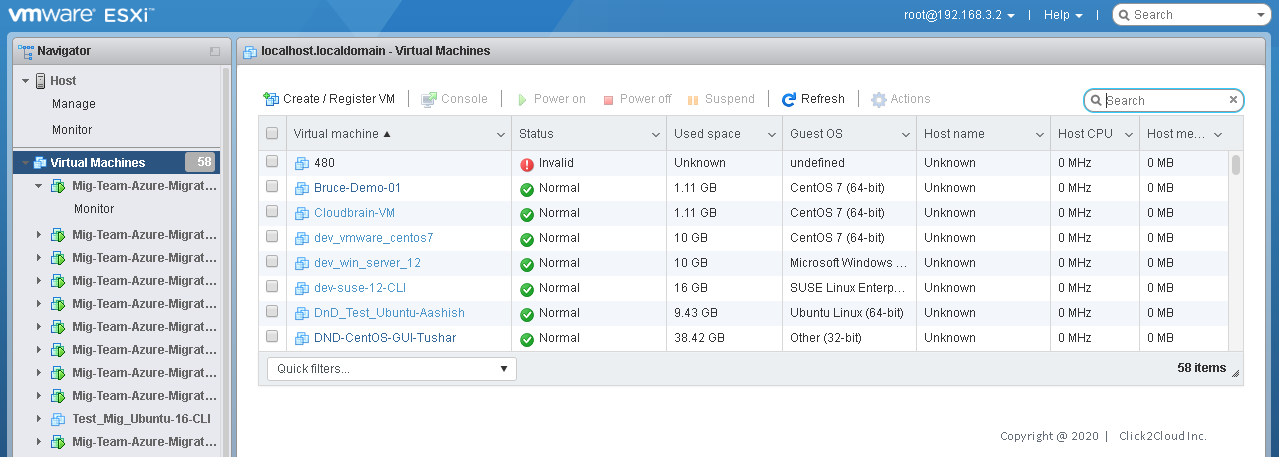 vmware ESXi™
root@192.168.3.2 | Help | Search
Navigator
Host
Manage
Monitor
Virtual Machines 58
Mig-Team-Azure-Migrat...
Monitor
Mig-Team-Azure-Migrat...
Mig-Team-Azure-Migrat...
Mig-Team-Azure-Migrat...
Mig-Team-Azure-Migrat...
Mig-Team-Azure-Migrat...
Mig-Team-Azure-Migrat...
Mig-Team-Azure-Migrat...
Mig-Team-Azure-Migrat...
Test_Mig_Ubuntu-16-CLI
Mig-Team-Azure-Migrat...
localhost.localdomain - Virtual Machines
Create / Register VM | Console | Power on Power off Suspend | Refresh | Actions
Search
Virtual machine Status Used space Guest OS Host name Host CPU Host me...
480 Invalid Unknown undefined Unknown 0 MHz 0 MB
Bruce-Demo-01 Normal 1.11 GB CentOS 7 (64-bit) Unknown 0 MHz 0 MB
Cloudbrain-VM Normal 1.11 GB CentOS 7 (64-bit) Unknown 0 MHz 0 MB
dev_vmware_centos7 Normal 10 GB CentOS 7 (64-bit) Unknown 0 MHz 0 MB
dev_win_server_12 Normal 10 GB Microsoft Windows ... Unknown 0 MHz 0 MB
dev-suse-12-CLI Normal 16 GB SUSE Linux Enterp... Unknown 0 MHz 0 MB
DnD_Test_Ubuntu-Aashish Normal 9.43 GB Ubuntu Linux (64-bit) Unknown 0 MHz 0 MB
DND-CentOS-GUI-Tushar Normal 38.42 GB Other (32-bit) Unknown 0 MHz 0 MB
Quick filters... 58 items
Copyright @ 2020 | Click2Cloud Inc.